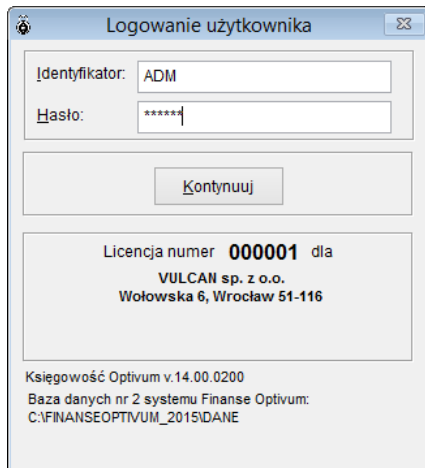 Logowanie użytkownika
Identyfikator: ADM
Hasło: ******
Kontynuuj
Licencja numer 000001 dla
VULCAN sp. z o.o.
Wołowska 6, Wrocław 51-116
Księgowość Optivum v.14.00.0200
Baza danych nr 2 systemu Finanse Optivum:
C:\FINANSEOPTIVUM_2015\DANE